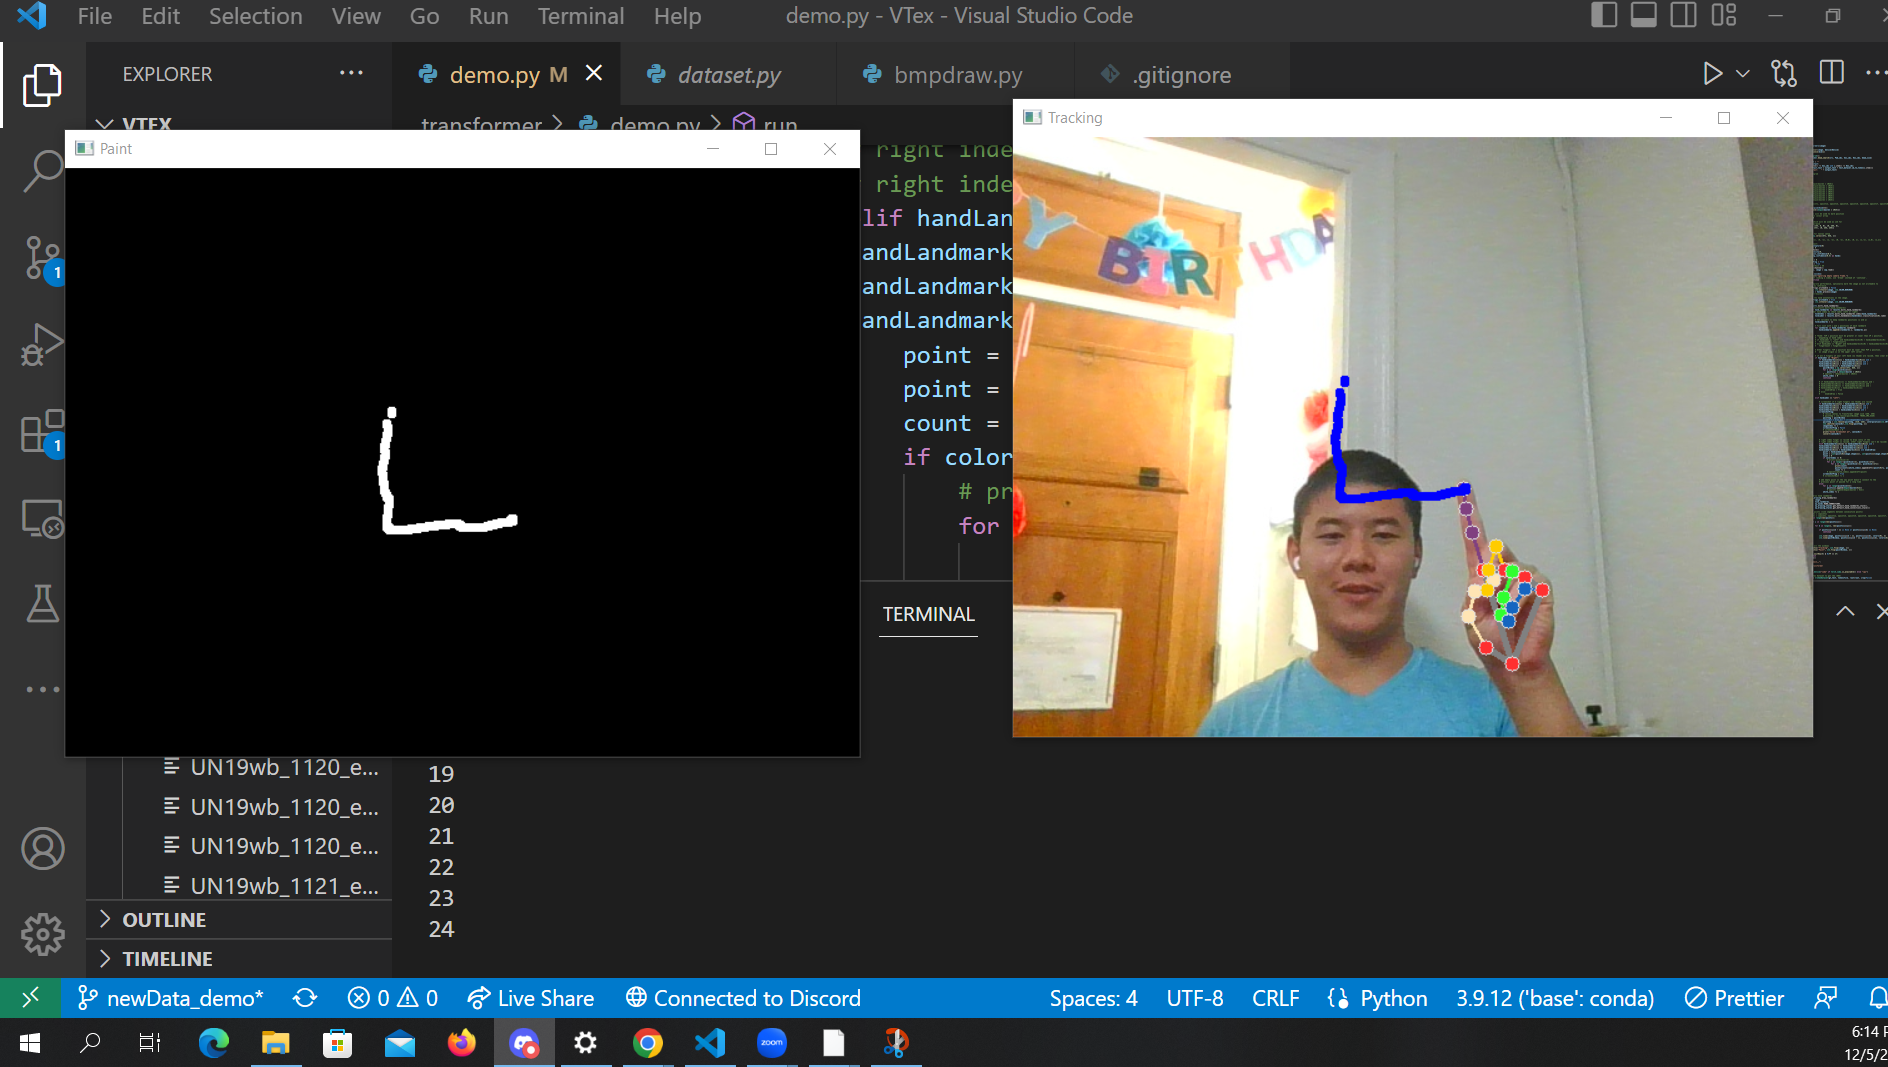 File Edit Selection View Go Run Terminal Help demo.py - VTex - Visual Studio Code
EXPLORER ··· demo.py M dataset.py bmpdraw.py .gitignore ···
VTEX
transformer > demo.py > run
Paint
Tracking
right inde
right inde
lif handLan
andLandmark
andLandmark
andLandmark
point =
point =
count =
if color
# pr
for
TERMINAL
Y BIRTHDA
L
1
1
UN19wb_1120_e...
UN19wb_1120_e...
UN19wb_1120_e...
UN19wb_1121_e...
19
20
21
22
23
24
OUTLINE
TIMELINE
newData_demo* 0 0 Live Share Connected to Discord Spaces: 4 UTF-8 CRLF Python 3.9.12 ('base': conda) Prettier
zoom
6:14 P
12/5/2